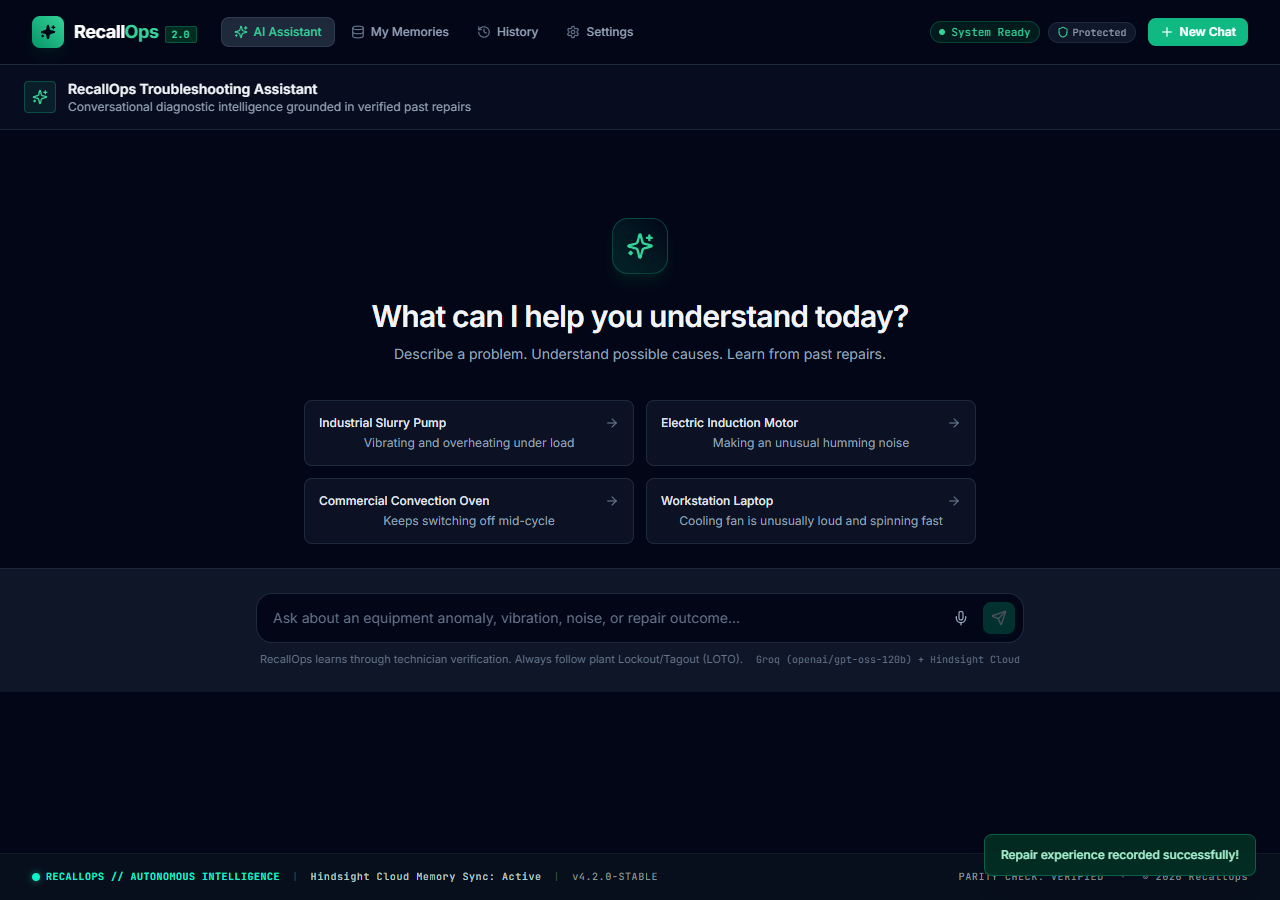 RecallOps 2.0
AI Assistant
My Memories
History
Settings
System Ready
Protected
New Chat
RecallOps Troubleshooting Assistant
Conversational diagnostic intelligence grounded in verified past repairs
What can I help you understand today?
Describe a problem. Understand possible causes. Learn from past repairs.
Industrial Slurry Pump
Vibrating and overheating under load
Electric Induction Motor
Making an unusual humming noise
Commercial Convection Oven
Keeps switching off mid-cycle
Workstation Laptop
Cooling fan is unusually loud and spinning fast
Ask about an equipment anomaly, vibration, noise, or repair outcome...
RecallOps learns through technician verification. Always follow plant Lockout/Tagout (LOTO).
Groq (openai/gpt-oss-120b) + Hindsight Cloud
Repair experience recorded successfully!
RECALLOPS // AUTONOMOUS INTELLIGENCE | Hindsight Cloud Memory Sync: Active | v4.2.0-STABLE
PARITY CHECK: VERIFIED · © 2026 RecallOps